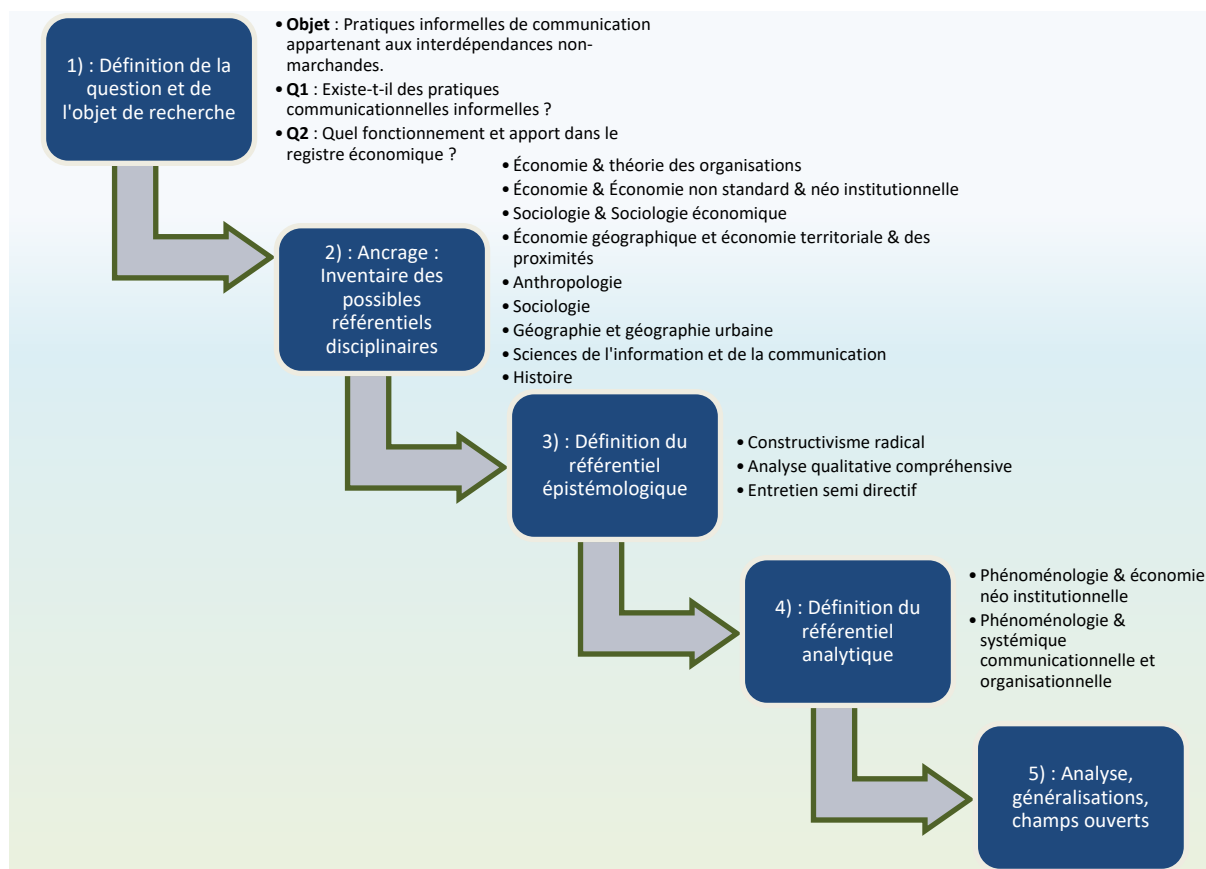 1) : Définition de la
question et de
l'objet de recherche
• Objet : Pratiques informelles de communication
appartenant aux interdépendances non-
marchandes.
• Q1 : Existe-t-il des pratiques
communicationnelles informelles ?
• Q2 : Quel fonctionnement et apport dans le
registre économique ?
2) : Ancrage :
Inventaire des
possibles
référentiels
disciplinaires
• Économie & théorie des organisations
• Économie & Économie non standard & néo institutionnelle
• Sociologie & Sociologie économique
• Économie géographique et économie territoriale & des
proximités
• Anthropologie
• Sociologie
• Géographie et géographie urbaine
• Sciences de l'information et de la communication
• Histoire
3) : Définition du
référentiel
épistémologique
• Constructivisme radical
• Analyse qualitative compréhensive
• Entretien semi directif
4) : Définition du
référentiel
analytique
• Phénoménologie & économie
néo institutionnelle
• Phénoménologie &
systémique
communicationnelle et
organisationnelle
5) : Analyse,
généralisations,
champs ouverts